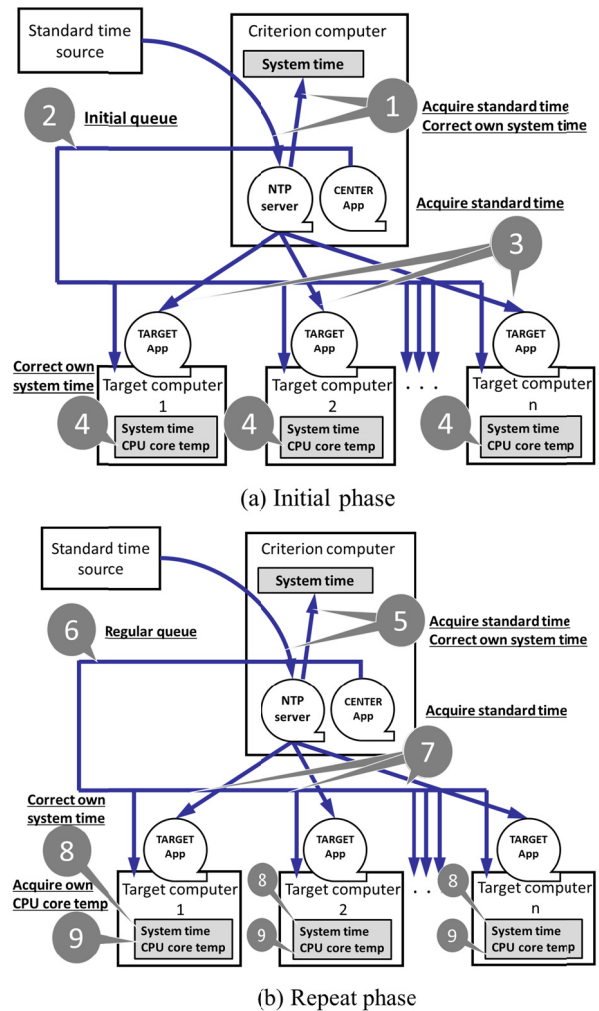 Standard time
source
Criterion computer
System time
1
Acquire standard time
Correct own system time
2
Initial queue
NTP
server
CENTER
App
Acquire standard time
3
TARGET
App
TARGET
App
TARGET
App
Correct own
system time
Target computer
1
Target computer
2
. . .
Target computer
n
4
System time
CPU core temp
4
System time
CPU core temp
4
System time
CPU core temp
(a) Initial phase
Standard time
source
Criterion computer
System time
5
Acquire standard time
Correct own system time
6
Regular queue
NTP
server
CENTER
App
Acquire standard time
7
Correct own
system time
TARGET
App
TARGET
App
TARGET
App
8
Acquire own
CPU core temp
9
Target computer
1
System time
CPU core temp
Target computer
8
2
9
System time
CPU core temp
. .
Target computer
8
n
9
System time
CPU core temp
(b) Repeat phase